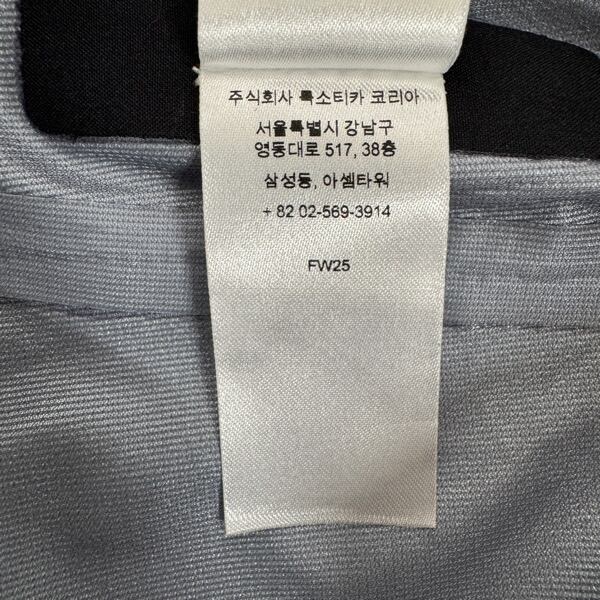 주식회사 룩소티카 코리아
서울특별시 강남구
영동대로 517, 38층
삼성동, 아셈타워
+ 82 02-569-3914
FW25